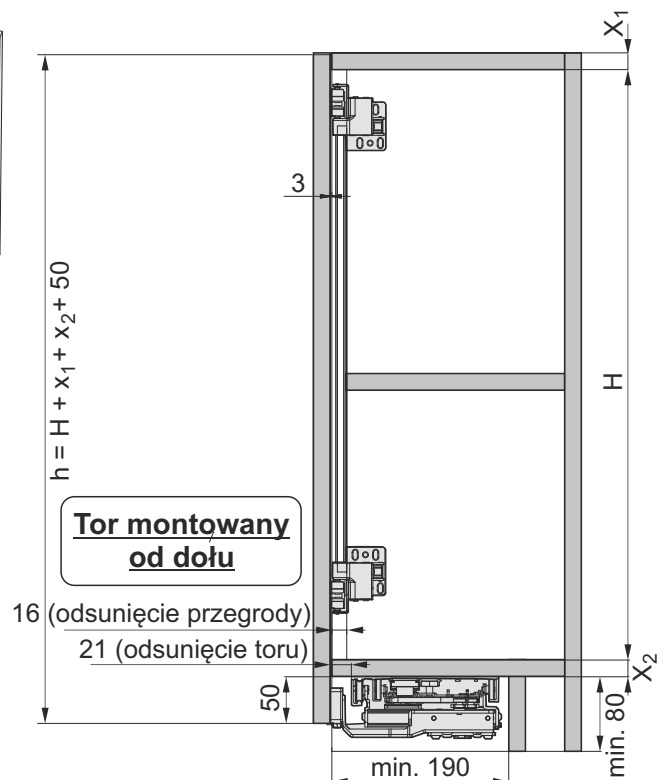 X1
3
h = H + x1 + x2 + 50
H
Tor montowany
od dołu
16 (odsunięcie przegrody)
21 (odsunięcie toru)
X2
50
min. 80
min. 190